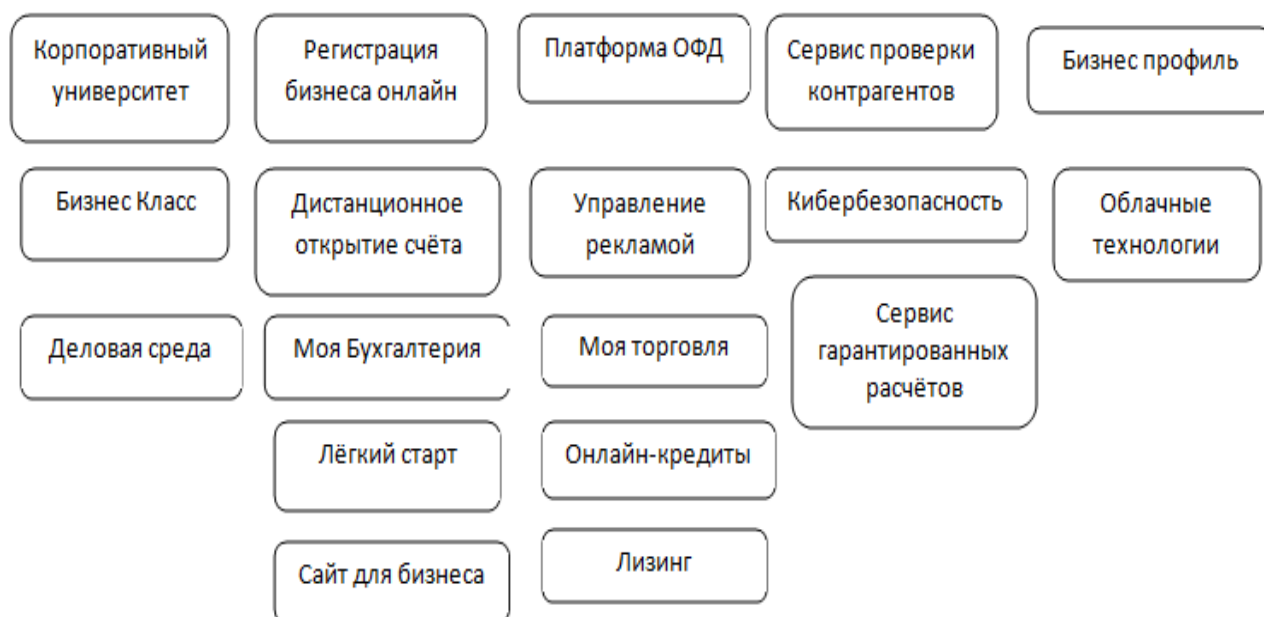 Корпоративный
университет
Регистрация
бизнеса онлайн
Платформа ОФД
Сервис проверки
контрагентов
Бизнес профиль
Бизнес Класс
Дистанционное
открытие счёта
Управление
рекламой
Кибербезопасность
Облачные
технологии
Деловая среда
Моя Бухгалтерия
Моя торговля
Сервис
гарантированных
расчётов
Лёгкий старт
Онлайн-кредиты
Сайт для бизнеса
Лизинг